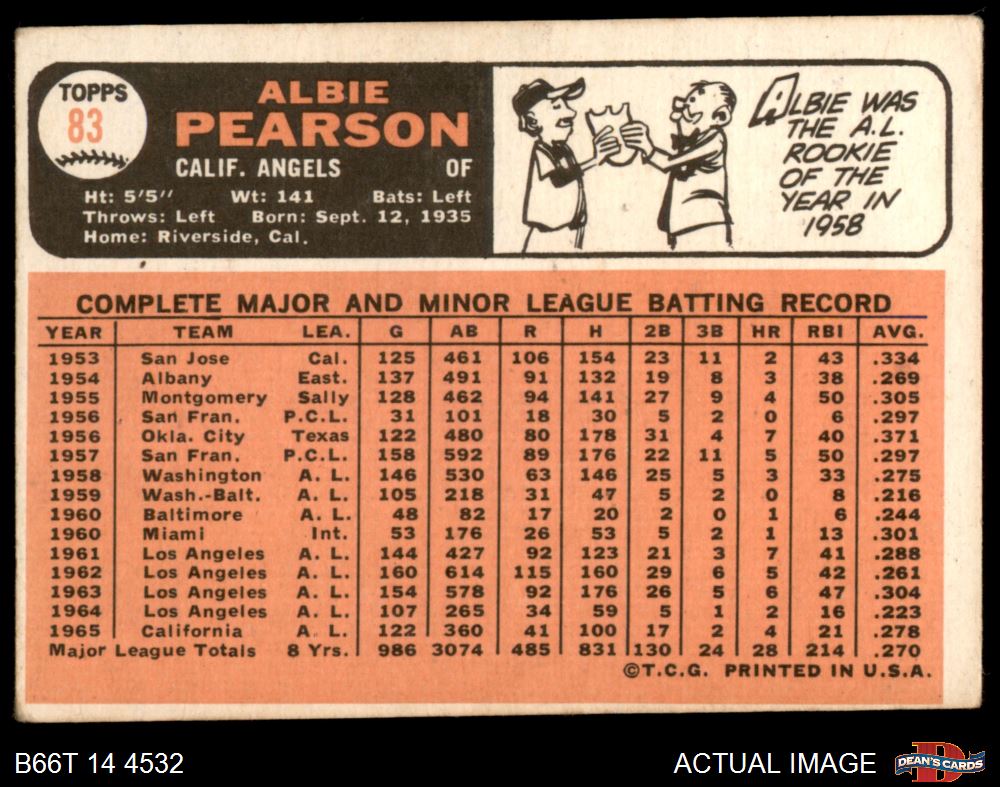 TOPPS
83
ALBIE
PEARSON
CALIF. ANGELS OF
Ht: 5'5" Wt: 141 Bats: Left
Throws: Left Born: Sept. 12, 1935
Home: Riverside, Cal.
ALBIE WAS
THE A.L.
ROOKIE
OF THE
YEAR IN
1958
COMPLETE MAJOR AND MINOR LEAGUE BATTING RECORD
YEAR TEAM LEA. G AB R H 2B 3B HR RBI AVG.
1953 San Jose Cal. 125 461 106 154 23 11 2 43 .334
1954 Albany East. 137 491 91 132 19 8 3 38 .269
1955 Montgomery Sally 128 462 94 141 27 9 4 50 .305
1956 San Fran. P.C.L. 31 101 18 30 5 2 0 6 .297
1956 Okla. City Texas 122 480 80 178 31 4 7 40 .371
1957 San Fran. P.C.L. 158 592 89 176 22 11 5 50 .297
1958 Washington A. L. 146 530 63 146 25 5 3 33 .275
1959 Wash.-Balt. A. L. 105 218 31 47 5 2 0 8 .216
1960 Baltimore A. L. 48 82 17 20 2 0 1 6 .244
1960 Miami Int. 53 176 26 53 5 2 1 13 .301
1961 Los Angeles A. L. 144 427 92 123 21 3 7 41 .288
1962 Los Angeles A. L. 160 614 115 160 29 6 5 42 .261
1963 Los Angeles A. L. 154 578 92 176 26 5 6 47 .304
1964 Los Angeles A. L. 107 265 34 59 5 1 2 16 .223
1965 California A. L. 122 360 41 100 17 2 4 21 .278
Major League Totals 8 Yrs. 986 3074 485 831 130 24 28 214 .270
©T.C.G. PRINTED IN U.S.A.
B66T 14 4532
ACTUAL IMAGE
DEAN'S CARDS